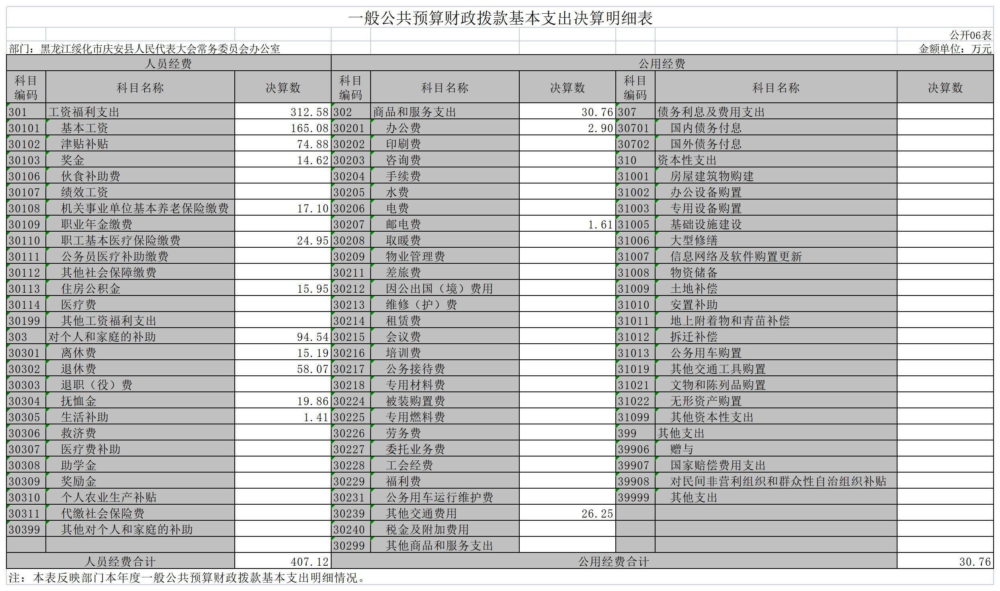 一般公共预算财政拨款基本支出决算明细表
公开06表
部门：黑龙江绥化市庆安县人民代表大会常务委员会办公室 金额单位：万元
人员经费 公用经费
科目编码 科目名称 决算数 科目编码 科目名称 决算数 科目编码 科目名称 决算数
301 工资福利支出 312.58 302 商品和服务支出 30.76 307 债务利息及费用支出
30101 基本工资 165.08 30201 办公费 2.90 30701 国内债务付息
30102 津贴补贴 74.88 30202 印刷费 30702 国外债务付息
30103 奖金 14.62 30203 咨询费 310 资本性支出
30106 伙食补助费 30204 手续费 31001 房屋建筑物购建
30107 绩效工资 30205 水费 31002 办公设备购置
30108 机关事业单位基本养老保险缴费 17.10 30206 电费 31003 专用设备购置
30109 职业年金缴费 30207 邮电费 1.61 31005 基础设施建设
30110 职工基本医疗保险缴费 24.95 30208 取暖费 31006 大型修缮
30111 公务员医疗补助缴费 30209 物业管理费 31007 信息网络及软件购置更新
30112 其他社会保障缴费 30211 差旅费 31008 物资储备
30113 住房公积金 15.95 30212 因公出国（境）费用 31009 土地补偿
30114 医疗费 30213 维修（护）费 31010 安置补助
30199 其他工资福利支出 30214 租赁费 31011 地上附着物和青苗补偿
303 对个人和家庭的补助 94.54 30215 会议费 31012 拆迁补偿
30301 离休费 15.19 30216 培训费 31013 公务用车购置
30302 退休费 58.07 30217 公务接待费 31019 其他交通工具购置
30303 退职（役）费 30218 专用材料费 31021 文物和陈列品购置
30304 抚恤金 19.86 30224 被装购置费 31022 无形资产购置
30305 生活补助 1.41 30225 专用燃料费 31099 其他资本性支出
30306 救济费 30226 劳务费 399 其他支出
30307 医疗费补助 30227 委托业务费 39906 赠与
30308 助学金 30228 工会经费 39907 国家赔偿费用支出
30309 奖励金 30229 福利费 39908 对民间非营利组织和群众性自治组织补贴
30310 个人农业生产补贴 30231 公务用车运行维护费 39999 其他支出
30311 代缴社会保险费 30239 其他交通费用 26.25
30399 其他对个人和家庭的补助 30240 税金及附加费用
30299 其他商品和服务支出
人员经费合计 407.12 公用经费合计 30.76
注：本表反映部门本年度一般公共预算财政拨款基本支出明细情况。